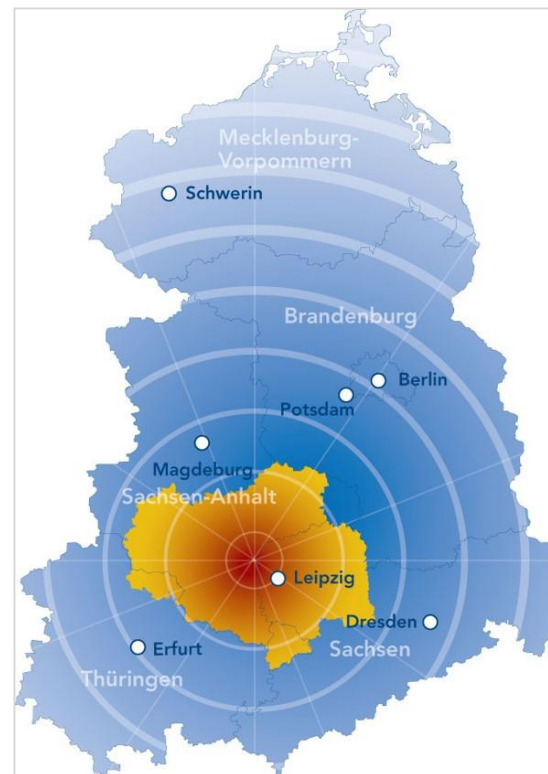 Mecklenburg-
Vorpommern
Schwerin
Brandenburg
Berlin
Potsdam
Magdeburg
Sachsen-Anhalt
Leipzig
Dresden
Erfurt
Sachsen
Thüringen